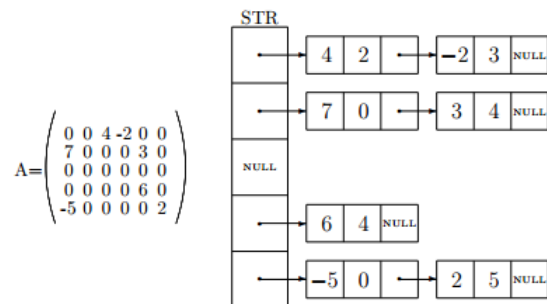 STR
4 2 −2 3 NULL
7 0 3 4 NULL
NULL
6 4 NULL
−5 0 2 5 NULL
A=
0 0 4 -2 0 0
7 0 0 0 3 0
0 0 0 0 0 0
0 0 0 0 6 0
-5 0 0 0 0 2